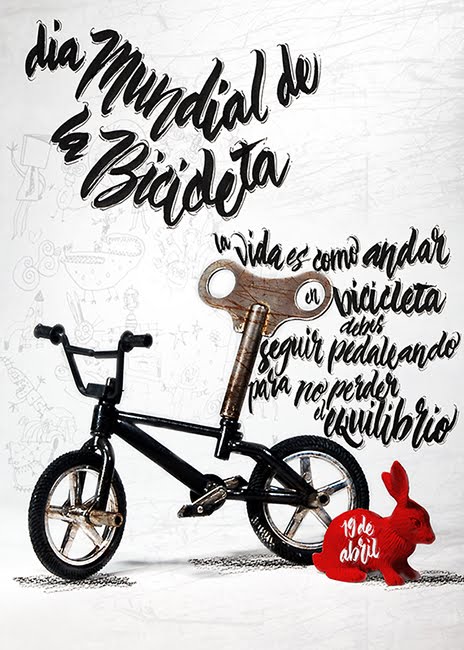 dia Mundial de
la Bicicleta
la vida es como andar
en bicicleta
debes
seguir pedaleando
para no perder
el equilibrio
19 de
abril